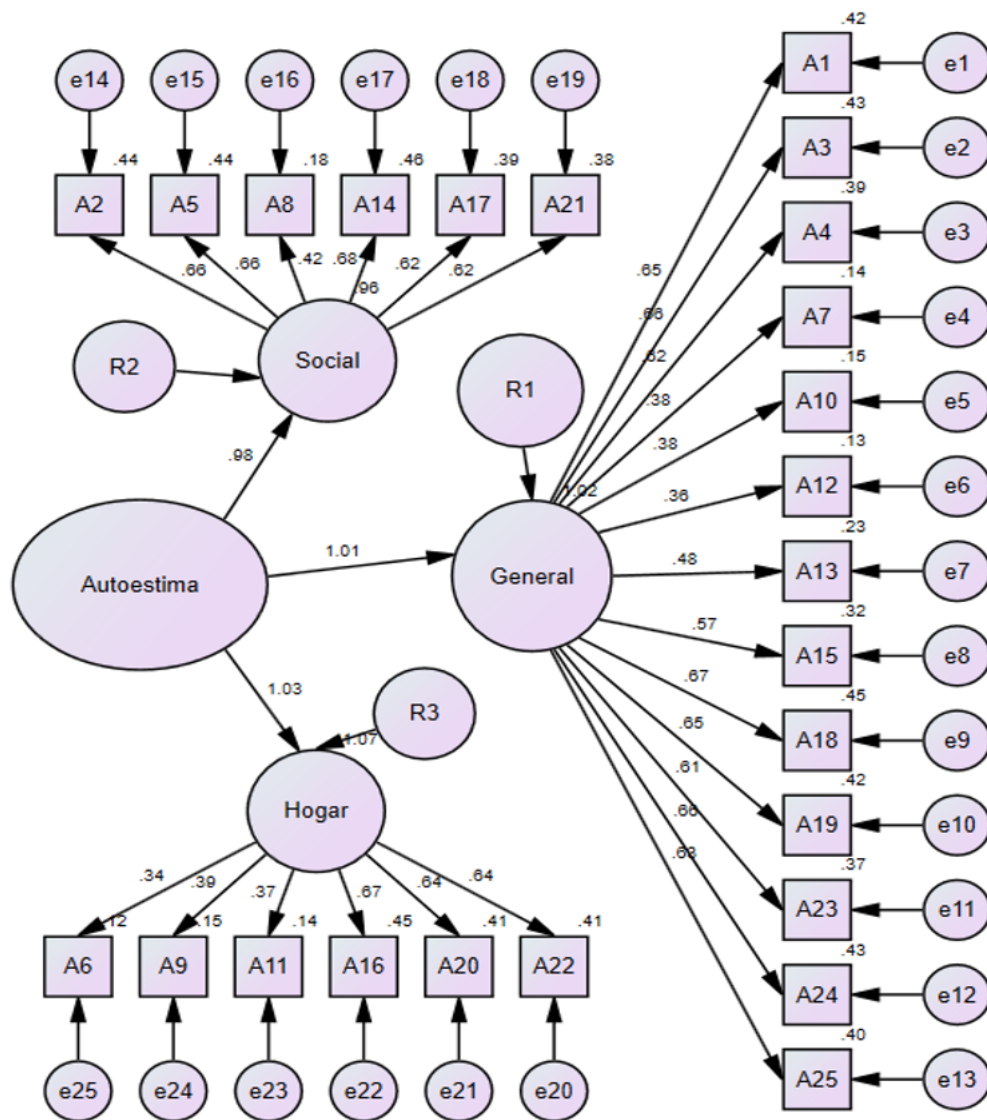 .42
A1 e1
e14 e15 e16 e17 e18 e19
.43
A3 e2
.44 .44 .18 .46 .39 .38
A2 A5 A8 A14 A17 A21
.39
A4 e3
.66 .66 .42 .68 .62 .62
.96
.65
.14
A7 e4
.66
Social
R2
.62
.15
R1
.38
A10 e5
.38
.13
.98
.36
A12 e6
1.02
.23
1.01
.48
A13 e7
Autoestima
General
.57
.32
A15 e8
1.03
.67
.45
R3
.65
A18 e9
1.07
.61
.42
Hogar
.66
A19 e10
.63
.37
.34 .39 .37 .67 .64 .64
A23 e11
.12 .15 .14 .45 .41 .41
A6 A9 A11 A16 A20 A22
.43
A24 e12
.40
A25 e13
e25 e24 e23 e22 e21 e20